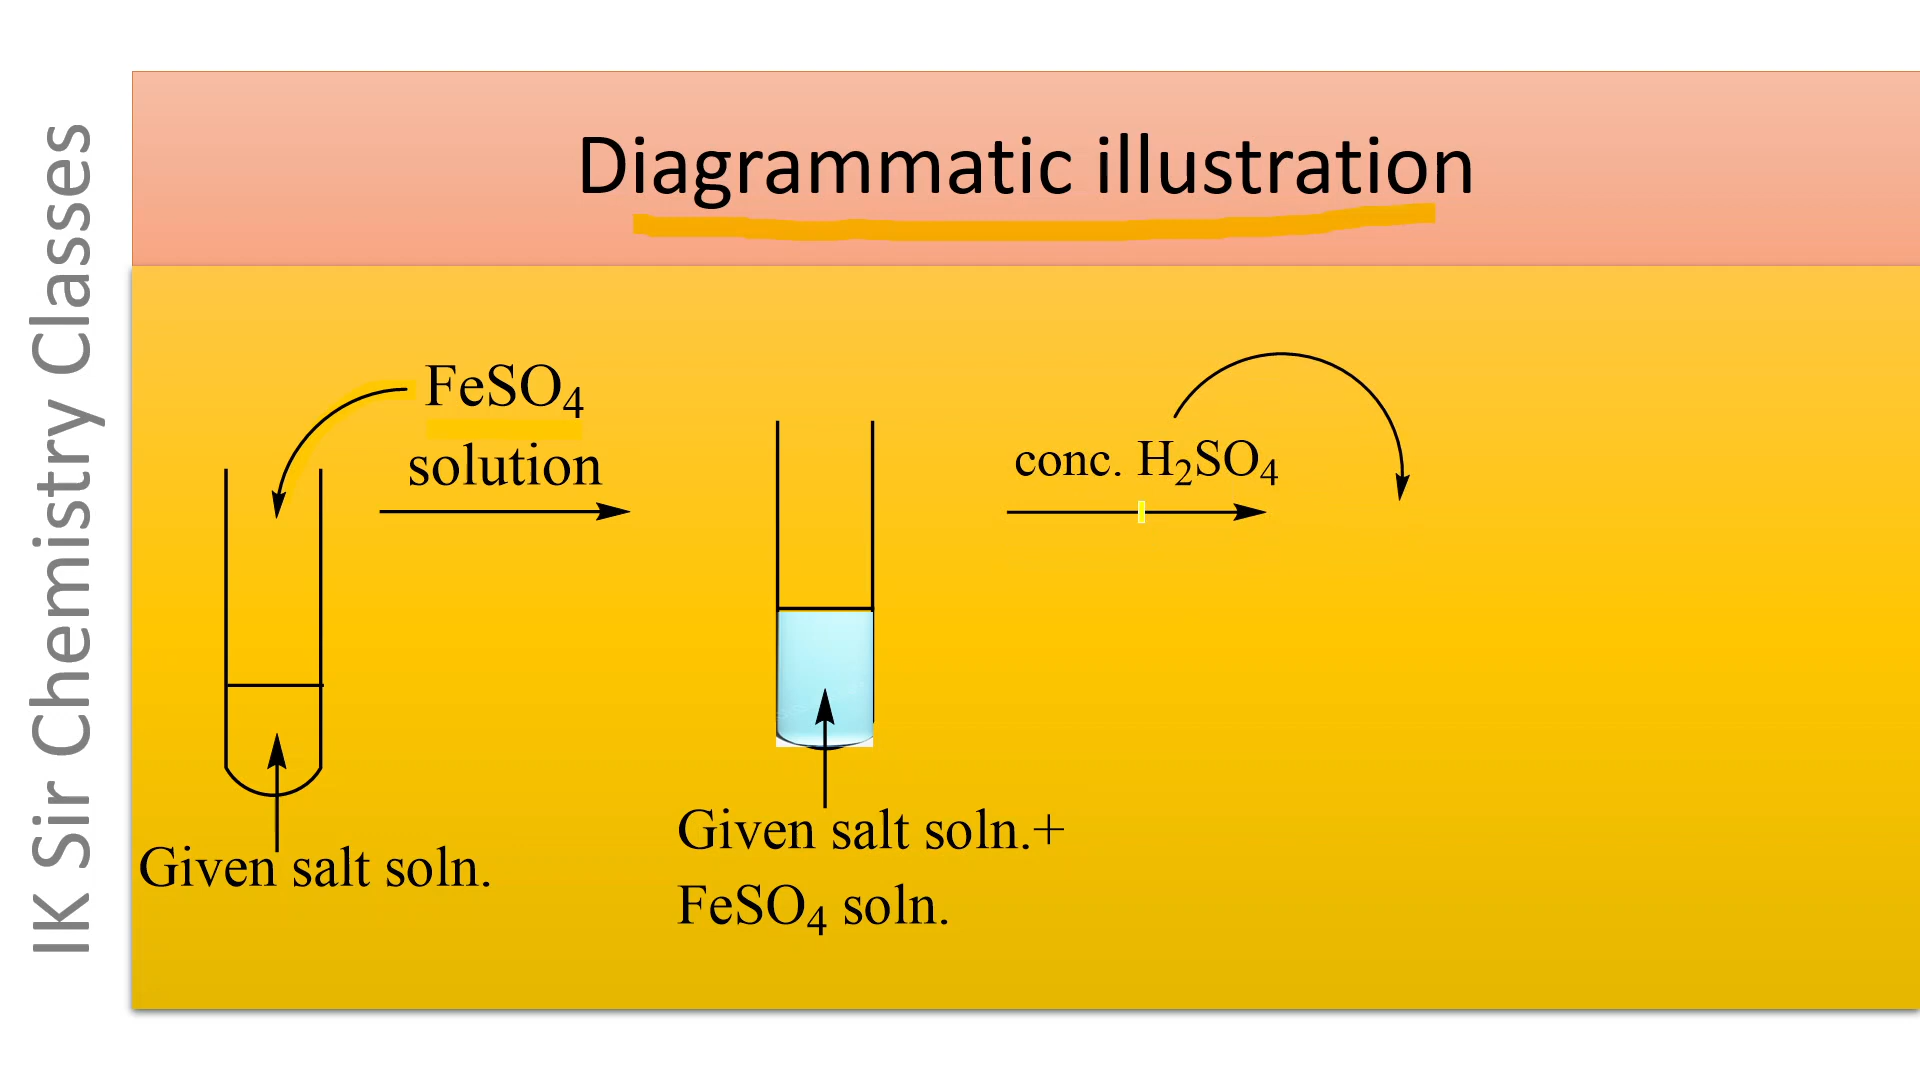 IK Sir Chemistry Classes
Diagrammatic illustration
FeSO₄
solution
conc. H₂SO₄
Given salt soln.
Given salt soln.+
FeSO₄ soln.